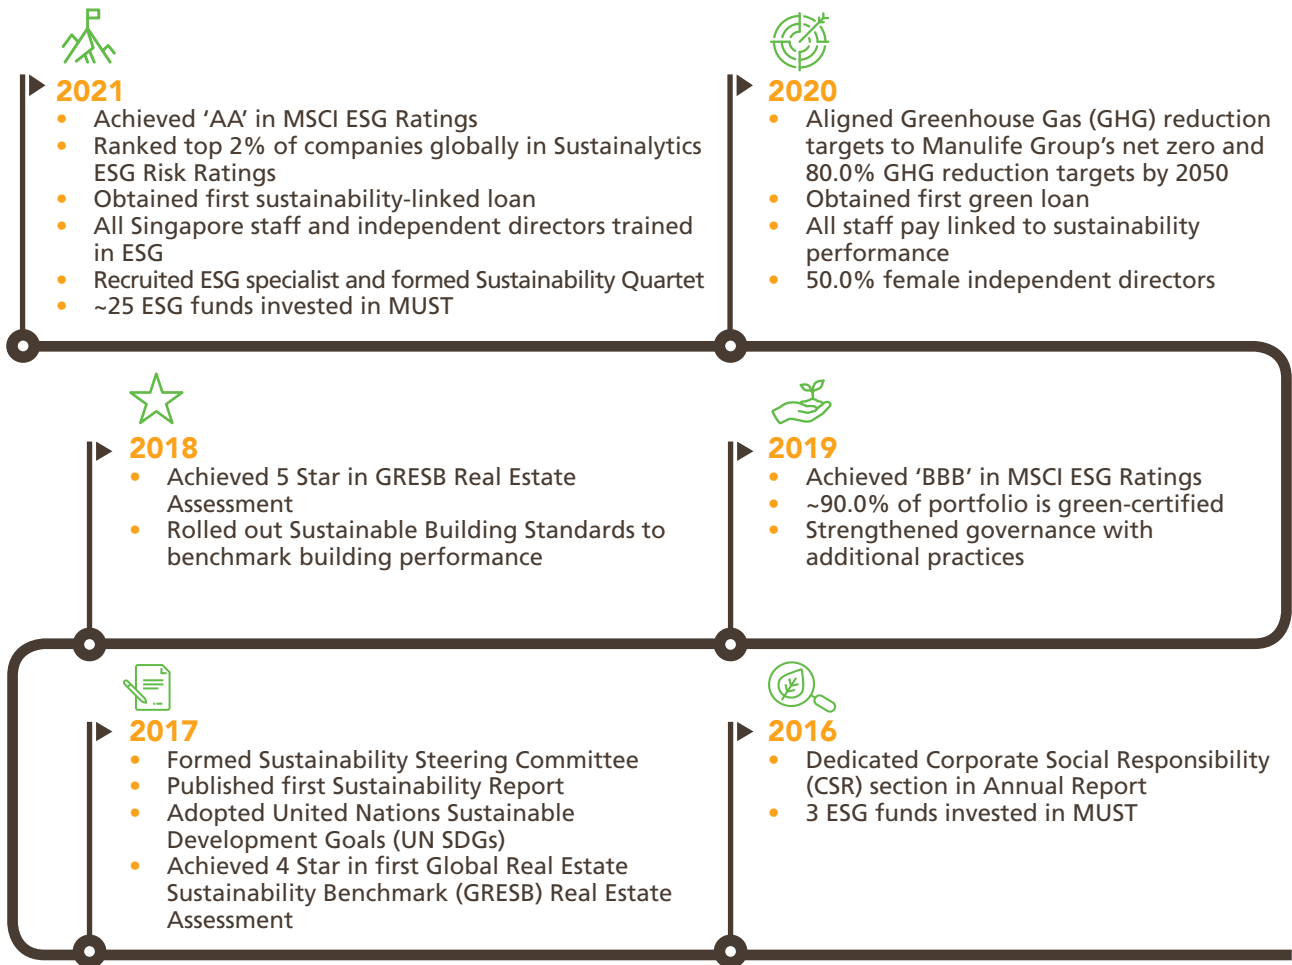 2021
• Achieved ‘AA’ in MSCI ESG Ratings
• Ranked top 2% of companies globally in Sustainalytics
ESG Risk Ratings
• Obtained first sustainability-linked loan
• All Singapore staff and independent directors trained
in ESG
• Recruited ESG specialist and formed Sustainability Quartet
• ~25 ESG funds invested in MUST
2020
• Aligned Greenhouse Gas (GHG) reduction
targets to Manulife Group’s net zero and
80.0% GHG reduction targets by 2050
• Obtained first green loan
• All staff pay linked to sustainability
performance
• 50.0% female independent directors
2018
• Achieved 5 Star in GRESB Real Estate
Assessment
• Rolled out Sustainable Building Standards to
benchmark building performance
2019
• Achieved ‘BBB’ in MSCI ESG Ratings
• ~90.0% of portfolio is green-certified
• Strengthened governance with
additional practices
2017
• Formed Sustainability Steering Committee
• Published first Sustainability Report
• Adopted United Nations Sustainable
Development Goals (UN SDGs)
• Achieved 4 Star in first Global Real Estate
Sustainability Benchmark (GRESB) Real Estate
Assessment
2016
• Dedicated Corporate Social Responsibility
(CSR) section in Annual Report
• 3 ESG funds invested in MUST